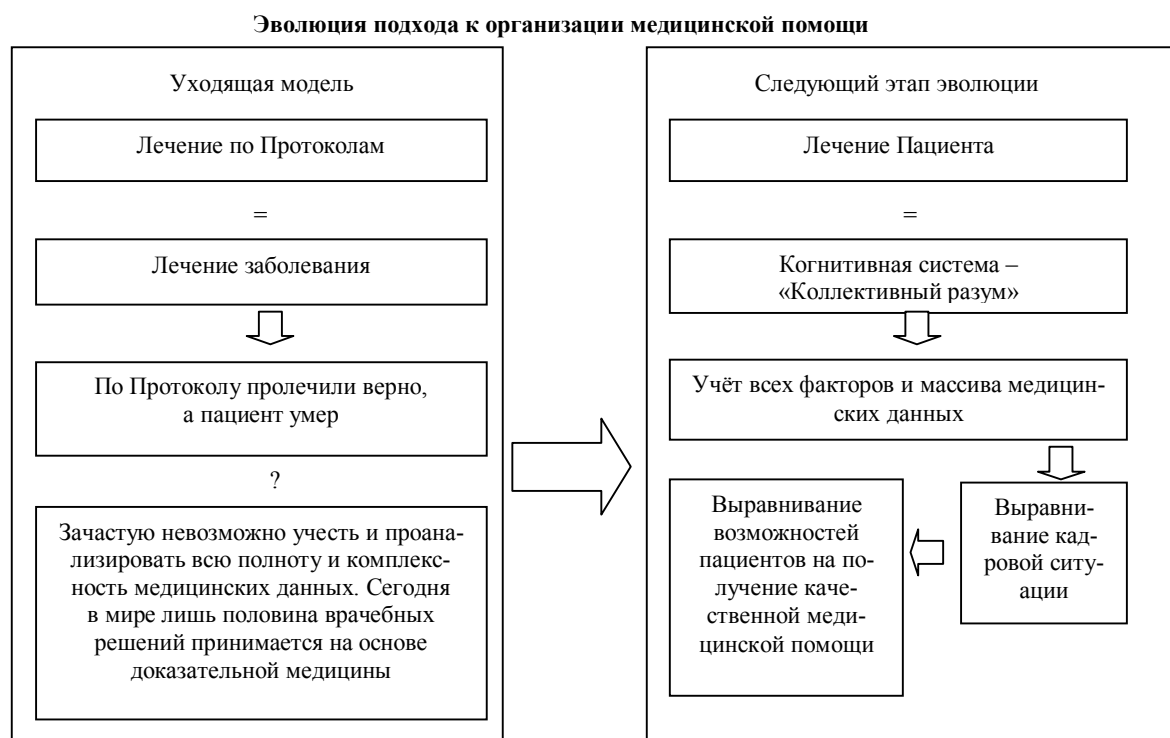 Эволюция подхода к организации медицинской помощи
Уходящая модель
Лечение по Протоколам
=
Лечение заболевания
По Протоколу пролечили верно,
а пациент умер
?
Зачастую невозможно учесть и проана-
лизировать всю полноту и комплекс-
ность медицинских данных. Сегодня
в мире лишь половина врачебных
решений принимается на основе
доказательной медицины
Следующий этап эволюции
Лечение Пациента
=
Когнитивная система –
«Коллективный разум»
Учёт всех факторов и массива медицин-
ских данных
Выравни-
вание кад-
ровой ситу-
ации
Выравнивание
возможностей
пациентов на по-
лучение каче-
ственной меди-
цинской помощи